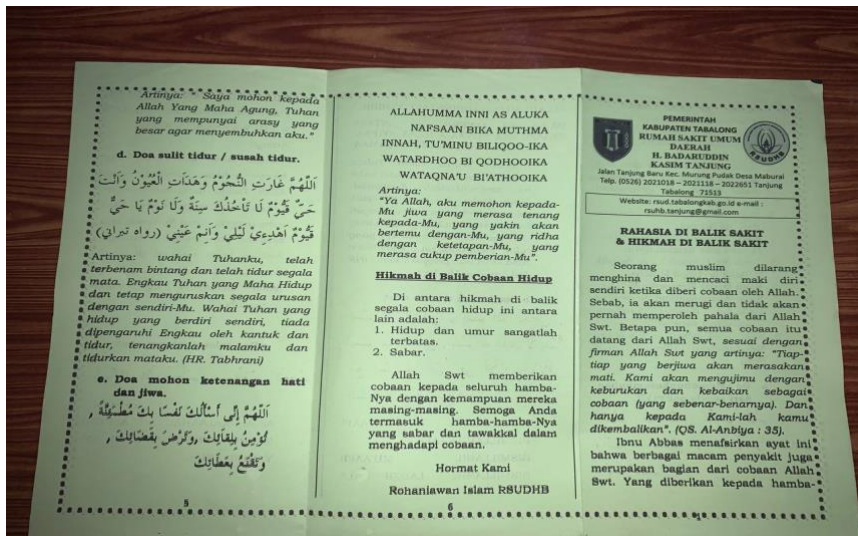 Artinya: " Saya mohon kepada
Allah Yang Maha Agung, Tuhan
yang mempunyai arasy yang
besar agar menyembuhkan aku."
d. Doa sulit tidur / susah tidur.
اَللّٰهُمَّ غَارَتِ النُّجُوْمُ وَهَدَأَتِ الْعُيُوْنُ وَاَنْتَ
حَيٌّ قَيُّوْمٌ لَا تَأْخُذُكَ سِنَةٌ وَلَا نَوْمٌ يَا حَيُّ
قَيُّوْمُ اَهْدِئْ لَيْلِيْ وَاَنِمْ عَيْنِيْ (رواه تبراني)
Artinya: wahai Tuhanku, telah
terbenam bintang dan telah tidur segala
mata. Engkau Tuhan yang Maha Hidup
dan tetap menguruskan segala urusan
dengan sendiri-Mu. Wahai Tuhan yang
hidup yang berdiri sendiri, tiada
dipengaruhi Engkau oleh kantuk dan
tidur, tenangkanlah malamku dan
tidurkan mataku. (HR. Tabhrani)
e. Doa mohon ketenangan hati
dan jiwa.
اَللّٰهُمَّ إِنِّى أَسْأَلُكَ نَفْسًا بِكَ مُطْمَئِنَّةً ,
تُؤْمِنُ بِلِقَائِكَ , وَتَرْضَ بِقَضَائِكَ ,
وَتَقْنَعُ بِعَطَائِكَ
5
ALLAHUMMA INNI AS ALUKA
NAFSAAN BIKA MUTHMA
INNAH, TU'MINU BILIQOO-IKA
WATARDHOO BI QODHOOIKA
WATAQNA'U BI'ATHOOIKA
Artinya:
"Ya Allah, aku memohon kepada-
Mu jiwa yang merasa tenang
kepada-Mu, yang yakin akan
bertemu dengan-Mu, yang ridha
dengan ketetapan-Mu, yang
merasa cukup pemberian-Mu".
Hikmah di Balik Cobaan Hidup
Di antara hikmah di balik
segala cobaan hidup ini antara
lain adalah:
1. Hidup dan umur sangatlah
terbatas.
2. Sabar.
Allah Swt memberikan
cobaan kepada seluruh hamba-
Nya dengan kemampuan mereka
masing-masing. Semoga Anda
termasuk hamba-hamba-Nya
yang sabar dan tawakkal dalam
menghadapi cobaan.
Hormat Kami
Rohaniawan Islam RSUDHB
6
PEMERINTAH
KABUPATEN TABALONG
RUMAH SAKIT UMUM
DAERAH
H. BADARUDDIN
KASIM TANJUNG
RSUDHB
Jalan Tanjung Baru Kec. Murung Pudak Desa Maburai
Telp. (0526) 2021018 – 2021118 – 2022651 Tanjung
Tabalong 71513
Website: rsud.tabalongkab.go.id e-mail :
rsuhb.tanjung@gmail.com
RAHASIA DI BALIK SAKIT
& HIKMAH DI BALIK SAKIT
Seorang muslim dilarang
menghina dan mencaci maki diri
sendiri ketika diberi cobaan oleh Allah.
Sebab, ia akan merugi dan tidak akan
pernah memperoleh pahala dari Allah
Swt. Betapa pun, semua cobaan itu
datang dari Allah Swt, sesuai dengan
firman Allah Swt yang artinya: "Tiap-
tiap yang berjiwa akan merasakan
mati. Kami akan mengujimu dengan
keburukan dan kebaikan sebagai
cobaan (yang sebenar-benarnya). Dan
hanya kepada Kami-lah kamu
dikembalikan". (QS. Al-Anbiya : 35).
Ibnu Abbas menafsirkan ayat ini
bahwa berbagai macam penyakit juga
merupakan bagian dari cobaan Allah
Swt. Yang diberikan kepada hamba-
1